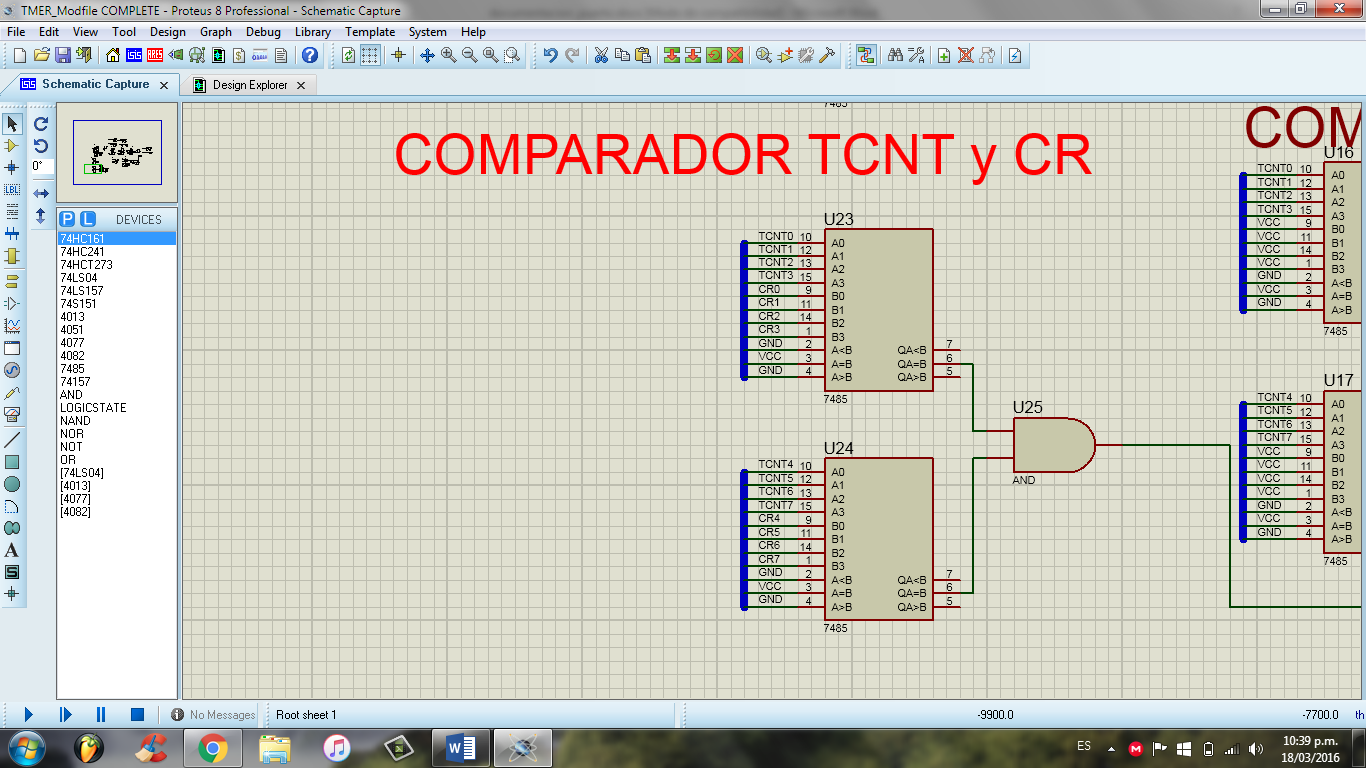 TMER_Modfile COMPLETE - Proteus 8 Professional - Schematic Capture
File Edit View Tool Design Graph Debug Library Template System Help
Schematic Capture
Design Explorer
0°
P L DEVICES
74HC161
74HC241
74HCT273
74LS04
74LS157
74S151
4013
4051
4077
4082
7485
74157
AND
LOGICSTATE
NAND
NOR
NOT
OR
[74LS04]
[4013]
[4077]
[4082]
7485
COMPARADOR TCNT y CR
U23
TCNT0 10 A0
TCNT1 12 A1
TCNT2 13 A2
TCNT3 15 A3
CR0 9 B0
CR1 11 B1
CR2 14 B2
CR3 1 B3
GND 2 A<B QA<B 7
VCC 3 A=B QA=B 6
GND 4 A>B QA>B 5
7485
U25
AND
U24
TCNT4 10 A0
TCNT5 12 A1
TCNT6 13 A2
TCNT7 15 A3
CR4 9 B0
CR5 11 B1
CR6 14 B2
CR7 1 B3
GND 2 A<B QA<B 7
VCC 3 A=B QA=B 6
GND 4 A>B QA>B 5
7485
COM
U16
TCNT0 10 A0
TCNT1 12 A1
TCNT2 13 A2
TCNT3 15 A3
VCC 9 B0
VCC 11 B1
VCC 14 B2
VCC 1 B3
GND 2 A<B
VCC 3 A=B
GND 4 A>B
7485
U17
TCNT4 10 A0
TCNT5 12 A1
TCNT6 13 A2
TCNT7 15 A3
VCC 9 B0
VCC 11 B1
VCC 14 B2
VCC 1 B3
GND 2 A<B
VCC 3 A=B
GND 4 A>B
7485
No Messages Root sheet 1 -9900.0 -7700.0 th
ES 10:39 p.m.
18/03/2016